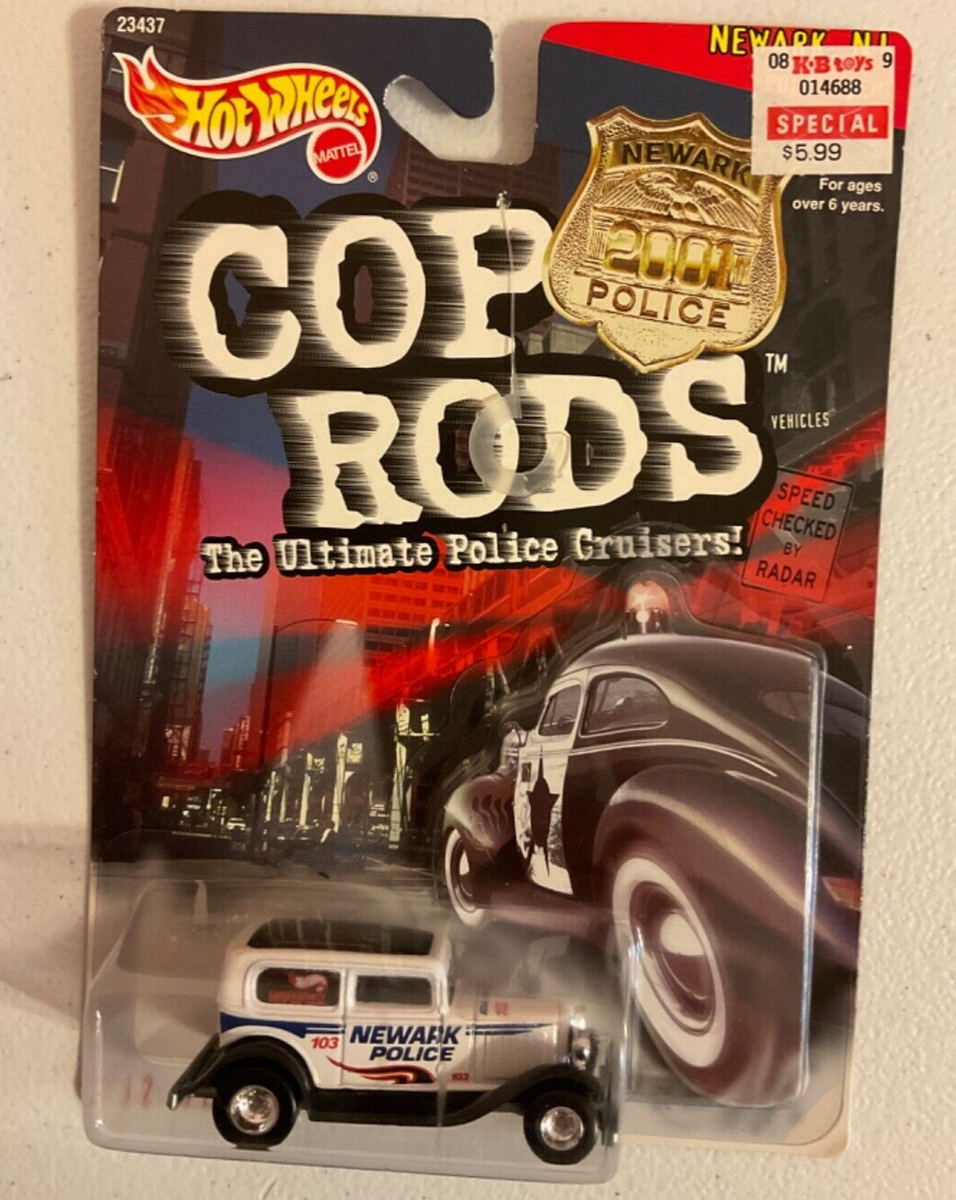 23437
HOT WHEELS
MATTEL
®
NEWARK, NJ
08 K·B toys 9
014688
SPECIAL
$5.99
For ages
over 6 years.
NEWARK
2001
POLICE
COP
RODS
™
VEHICLES
The Ultimate Police Cruisers!
SPEED
CHECKED
BY
RADAR
103
NEWARK
POLICE
103